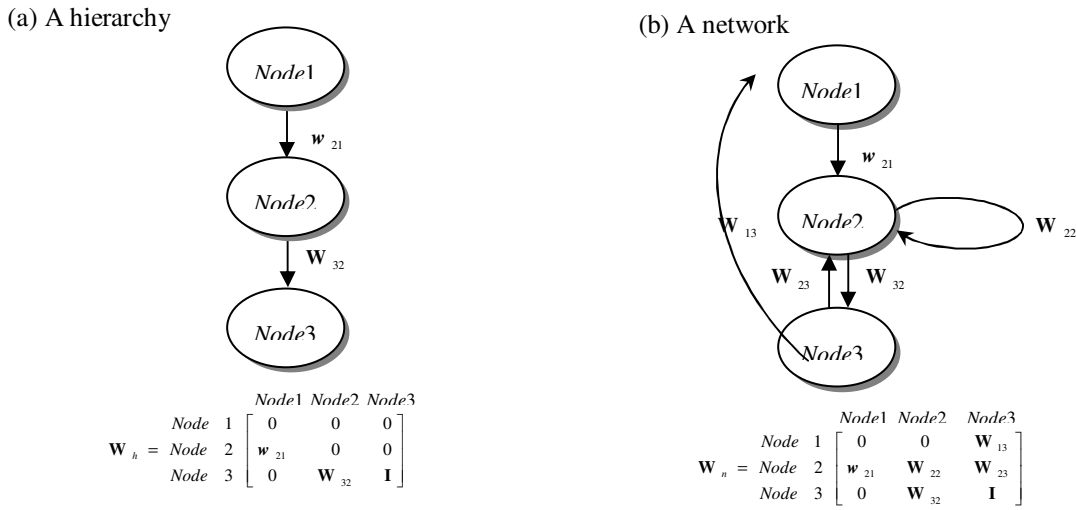 (a) A hierarchy
Node1
w 21
Node2
W 32
Node3
Node1 Node2 Node3
Node 1 0 0 0
W h = Node 2 w 21 0 0
Node 3 0 W 32 I
(b) A network
Node1
w 21
W 13
Node2
W 22
W 23
W 32
Node3
Node1 Node2 Node3
Node 1 0 0 W 13
W n = Node 2 w 21 W 22 W 23
Node 3 0 W 32 I